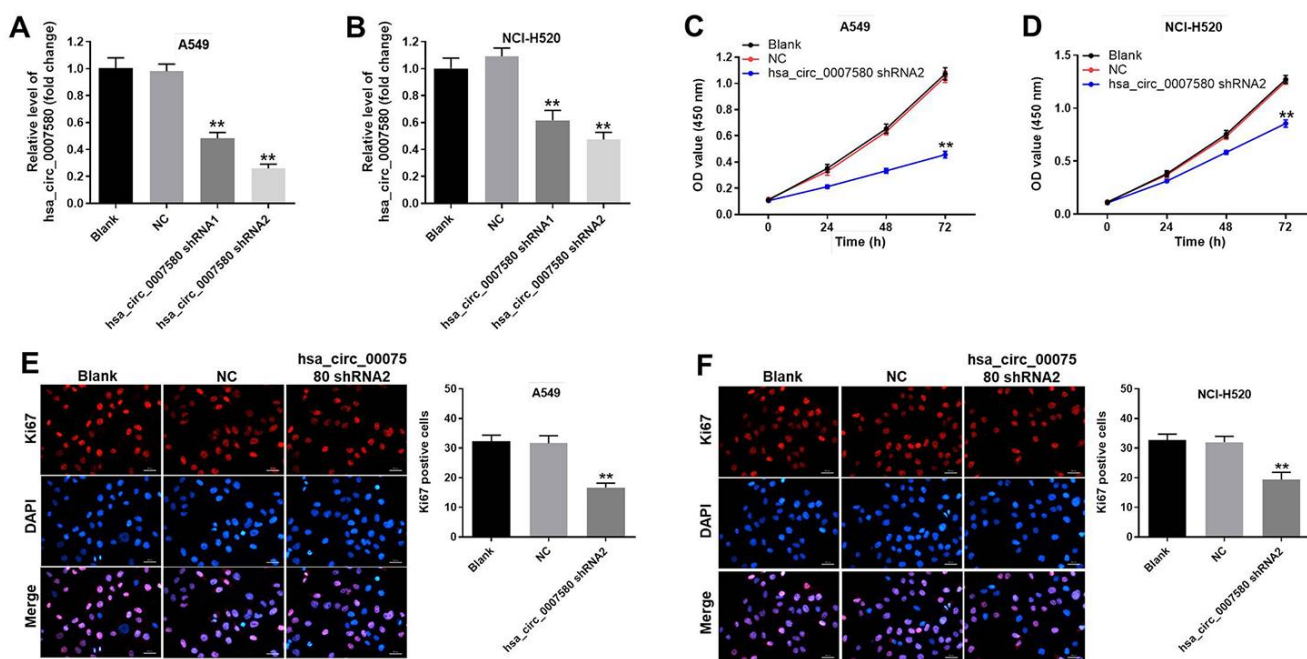 A
A549
Relative level of
hsa_circ_0007580 (fold change)
1.4
1.2
1.0
0.8
0.6
0.4
0.2
0.0
**
**
Blank
NC
hsa_circ_0007580 shRNA1
hsa_circ_0007580 shRNA2
B
NCI-H520
Relative level of
hsa_circ_0007580 (fold change)
1.4
1.2
1.0
0.8
0.6
0.4
0.2
0.0
**
**
Blank
NC
hsa_circ_0007580 shRNA1
hsa_circ_0007580 shRNA2
C
A549
Blank
NC
hsa_circ_0007580 shRNA2
OD value (450 nm)
1.2
1.0
0.8
0.6
0.4
0.2
0.0
**
0
24
48
72
Time (h)
D
NCI-H520
Blank
NC
hsa_circ_0007580 shRNA2
OD value (450 nm)
1.5
1.0
0.5
0.0
**
0
24
48
72
Time (h)
E
Blank
NC
hsa_circ_00075
80 shRNA2
Ki67
DAPI
Merge
A549
Ki67 postive cells
50
40
30
20
10
0
**
Blank
NC
hsa_circ_0007580 shRNA2
F
Blank
NC
hsa_circ_00075
80 shRNA2
Ki67
DAPI
Merge
NCI-H520
Ki67 postive cells
50
40
30
20
10
0
**
Blank
NC
hsa_circ_0007580 shRNA2